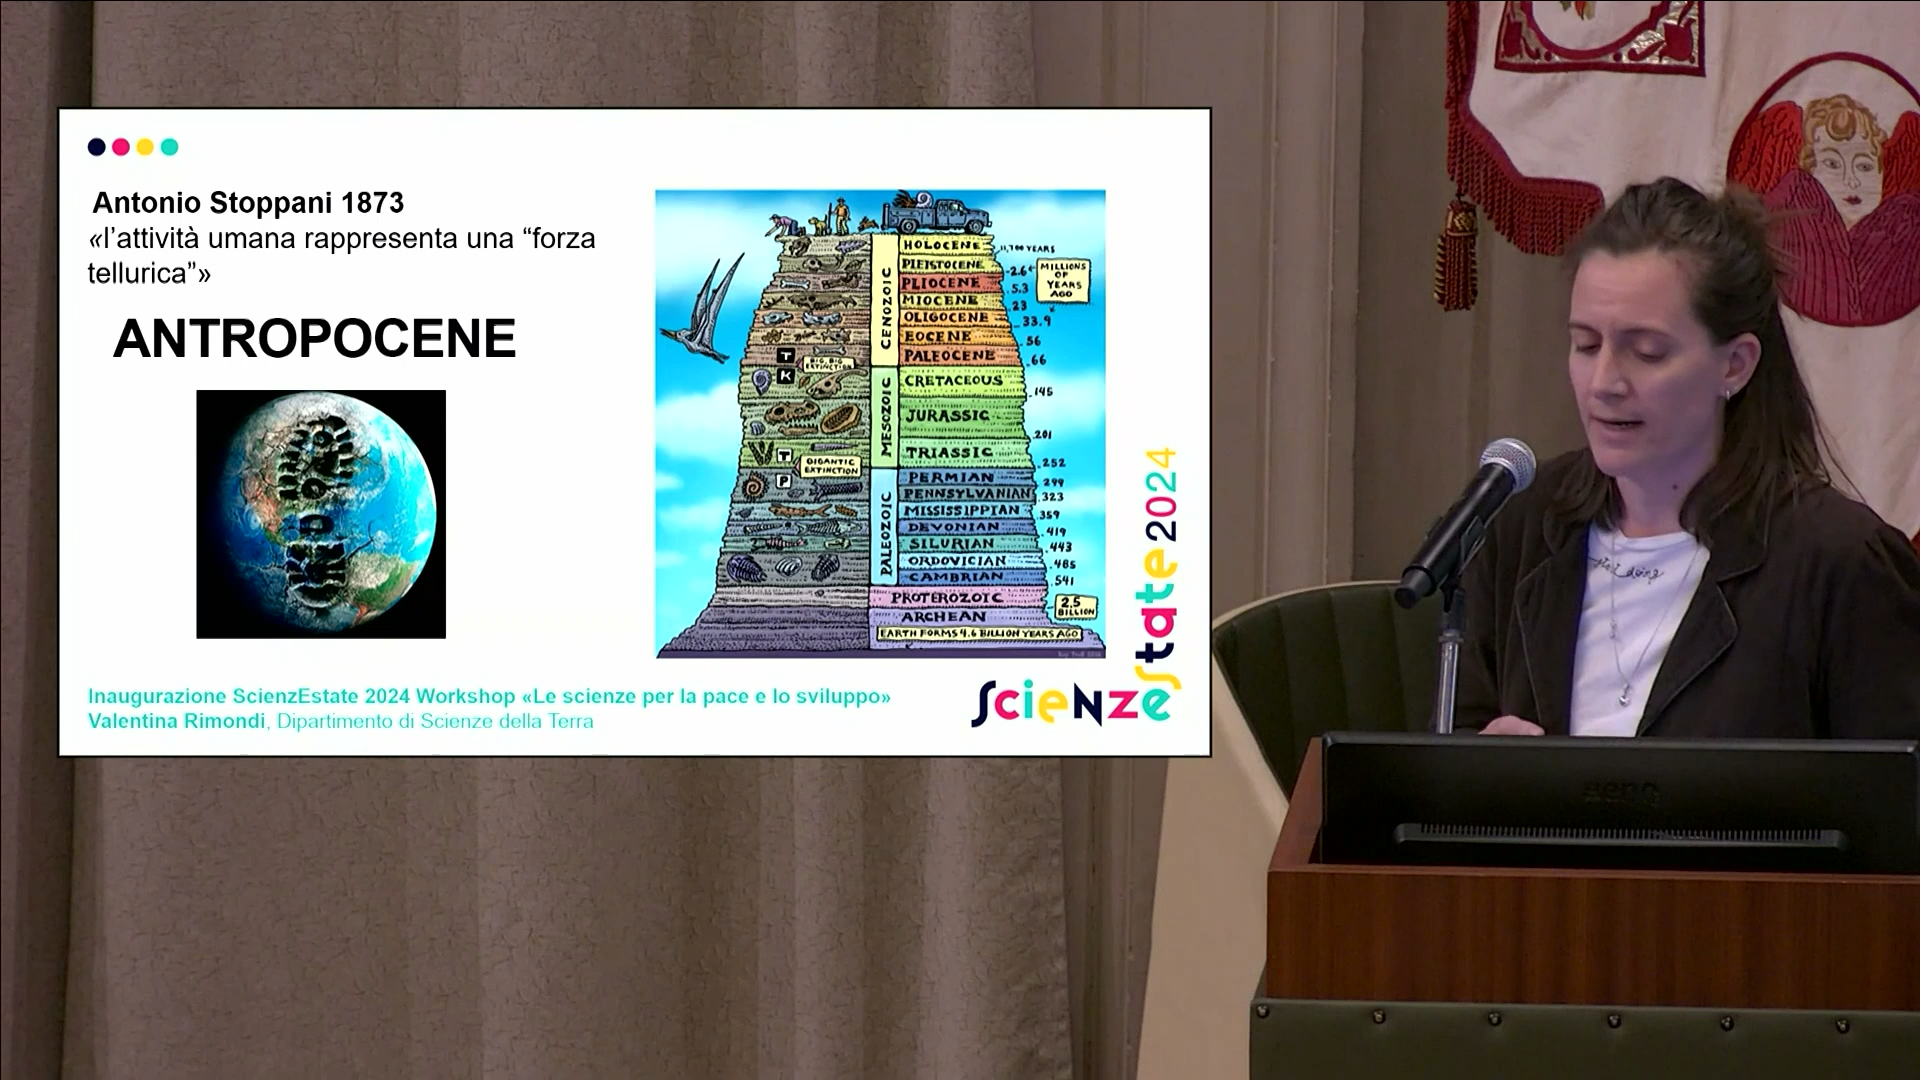 Antonio Stoppani 1873
«l’attività umana rappresenta una “forza
tellurica”»
ANTROPOCENE
HOLOCENE
11,700 YEARS
PLEISTOCENE
2.6
MILLIONS
OF
YEARS
AGO
PLIOCENE
5.3
MIOCENE
23
OLIGOCENE
33.9
EOCENE
56
PALEOCENE
66
CENOZOIC
T
K
BIG, BIG
EXTINCTION
CRETACEOUS
145
JURASSIC
201
TRIASSIC
252
MESOZOIC
T
P
GIGANTIC
EXTINCTION
PERMIAN
299
PENNSYLVANIAN
323
MISSISSIPPIAN
359
DEVONIAN
419
SILURIAN
443
ORDOVICIAN
485
CAMBRIAN
541
PALEOZOIC
PROTEROZOIC
2.5
BILLION
ARCHEAN
EARTH FORMS 4.6 BILLION YEARS AGO
Inaugurazione ScienzEstate 2024 Workshop «Le scienze per la pace e lo sviluppo»
Valentina Rimondi, Dipartimento di Scienze della Terra
ScieNzEstate2024
BenQ